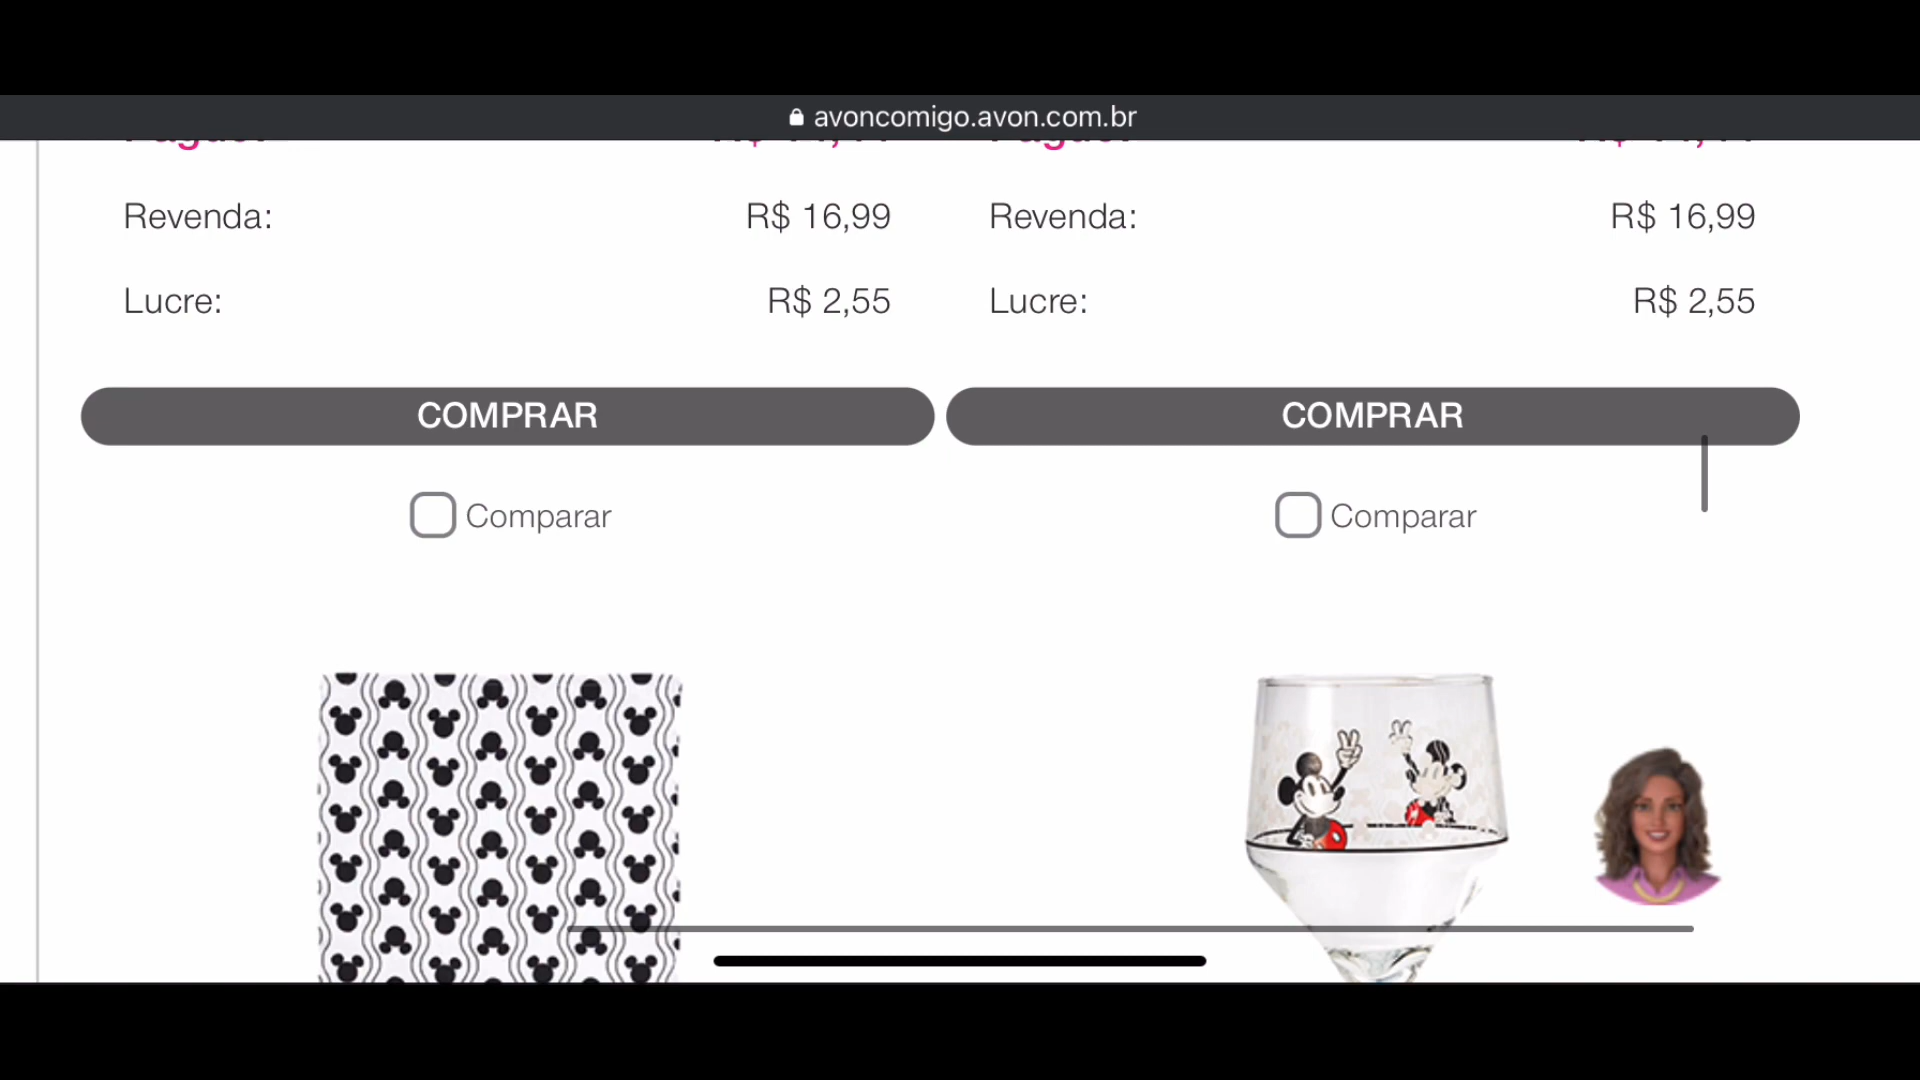 avoncomigo.avon.com.br
Revenda: R$ 16,99 Revenda: R$ 16,99
Lucre: R$ 2,55 Lucre: R$ 2,55
COMPRAR COMPRAR
Comparar Comparar